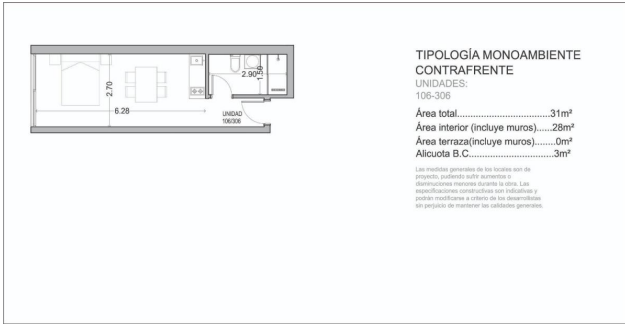 2.90
1.50
2.70
6.28
UNIDAD
106/306
TIPOLOGÍA MONOAMBIENTE
CONTRAFRENTE
UNIDADES:
106-306
Área total..................................31m²
Área interior (incluye muros)......28m²
Área terraza(incluye muros)........0m²
Alicuota B.C...............................3m²
Las medidas generales de los locales son de
proyecto, pudiendo sufrir aumentos o
disminuciones menores durante la obra. Las
especificaciones constructivas son indicativas y
podrán modificarse a criterio de los desarrollistas
sin perjuicio de mantener las calidades generales.